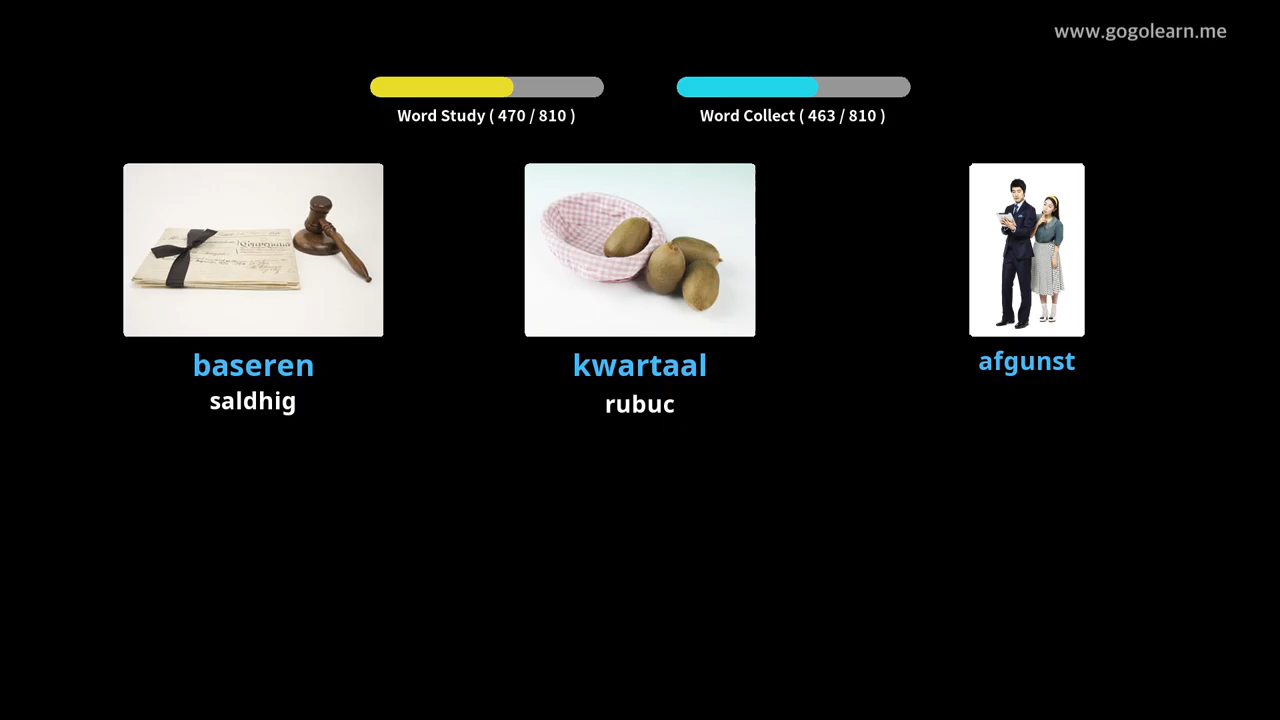 www.gogolearn.me
Word Study ( 470 / 810 )
Word Collect ( 463 / 810 )
baseren
saldhig
kwartaal
rubuc
afgunst